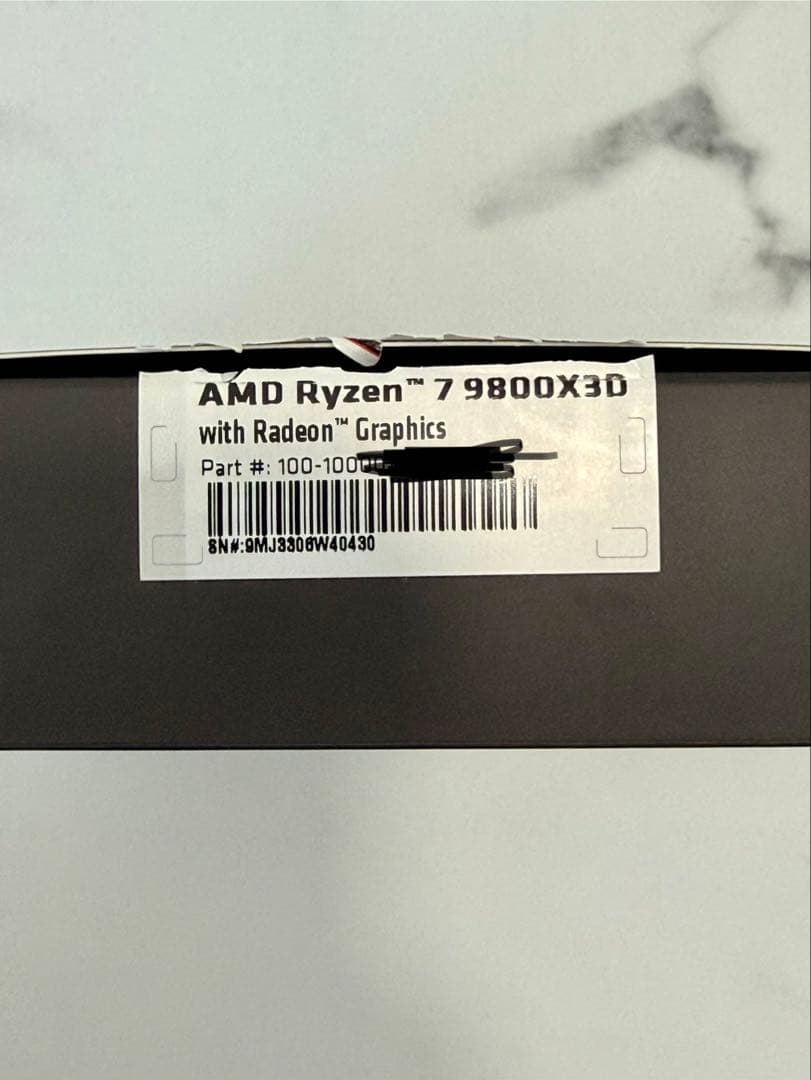 AMD Ryzen™ 7 9800X3D
with Radeon™ Graphics
Part #: 100-1000
SN#:9MJ3306W40430